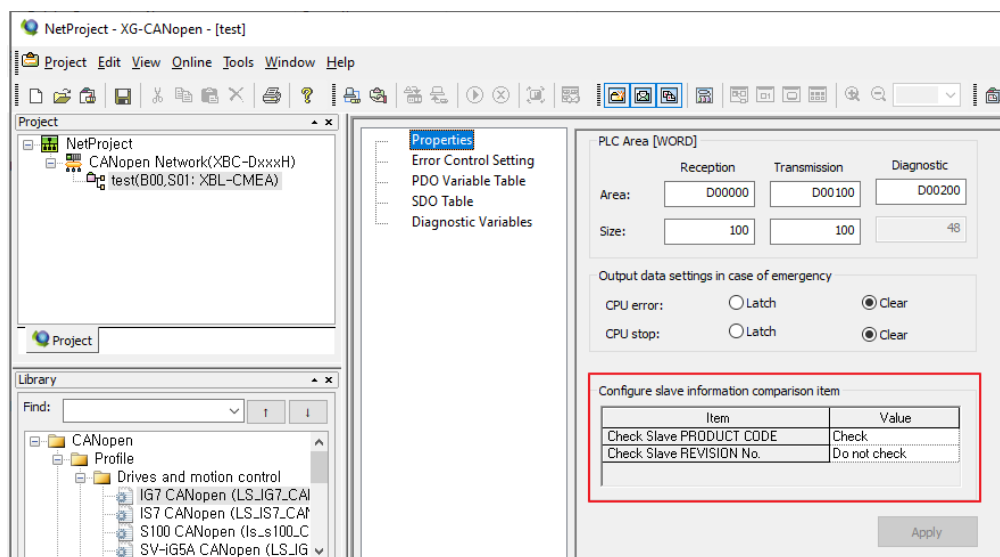 NetProject - XG-CANopen - [test]
Project Edit View Online Tools Window Help
Project
NetProject
CANopen Network(XBC-DxxxH)
test(B00,S01: XBL-CMEA)
Project
Library
Find:
CANopen
Profile
Drives and motion control
IG7 CANopen (LS_IG7_CAI
IS7 CANopen (LS_IS7_CAN
S100 CANopen (ls_s100_C
SV-iG5A CANopen (LS_IG
Properties
Error Control Setting
PDO Variable Table
SDO Table
Diagnostic Variables
PLC Area [WORD]
Reception Transmission Diagnostic
Area: D00000 D00100 D00200
Size: 100 100 48
Output data settings in case of emergency
CPU error: Latch Clear
CPU stop: Latch Clear
Configure slave information comparison item
Item Value
Check Slave PRODUCT CODE Check
Check Slave REVISION No. Do not check
Apply